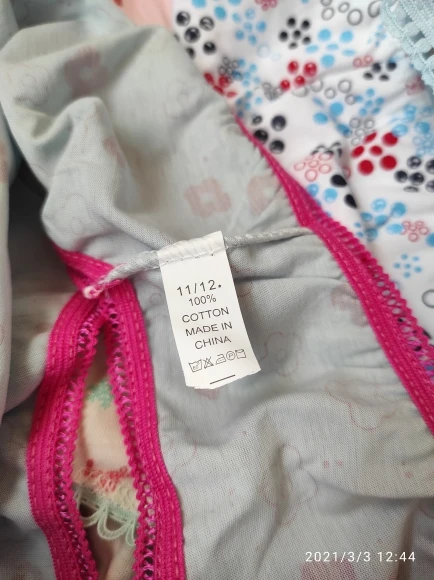 11/12.
100%
COTTON
MADE IN
CHINA
2021/3/3 12:44